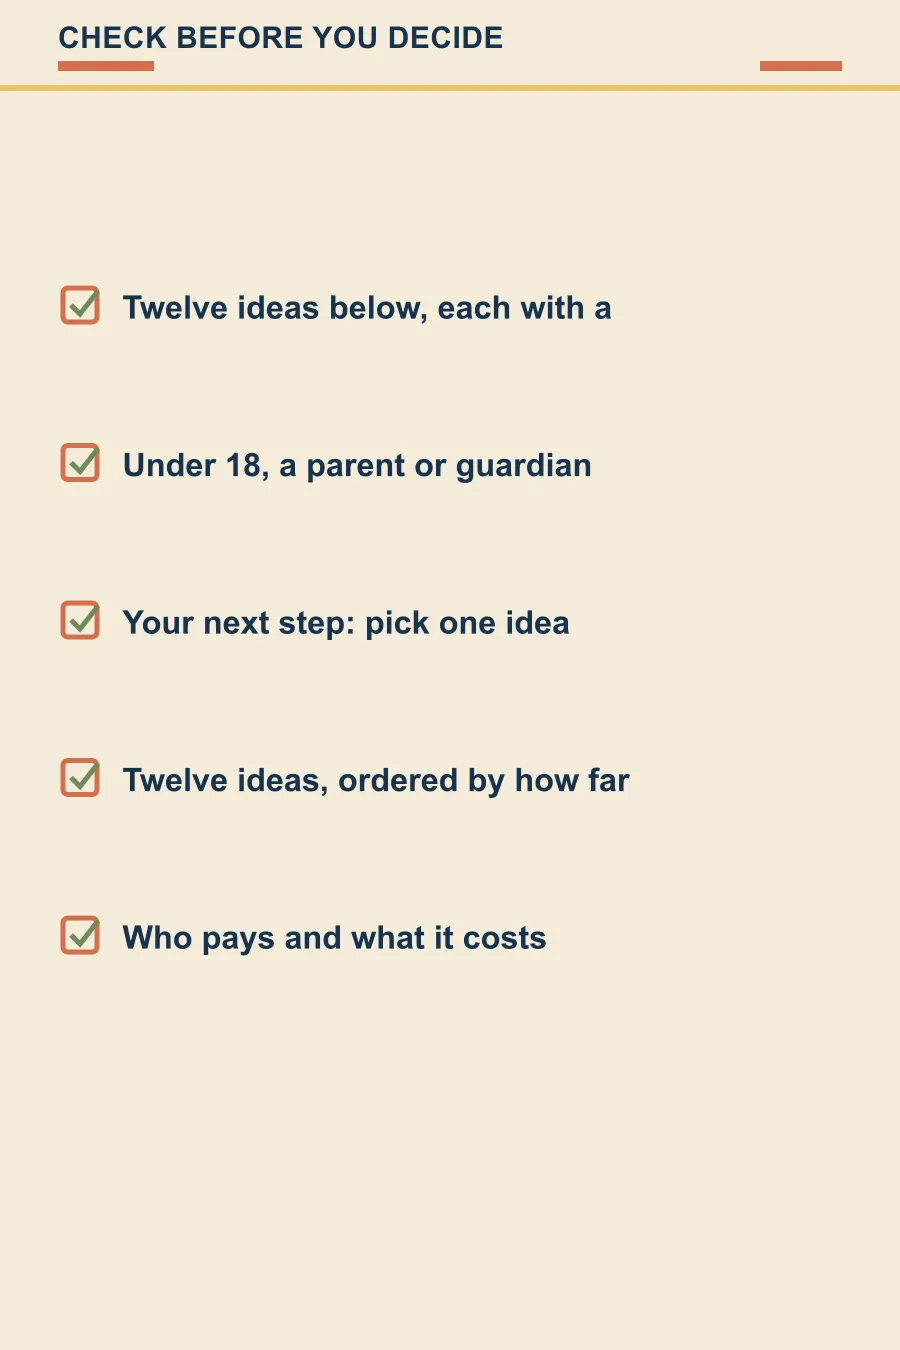 CHECK BEFORE YOU DECIDE
Twelve ideas below, each with a
Under 18, a parent or guardian
Your next step: pick one idea
Twelve ideas, ordered by how far
Who pays and what it costs